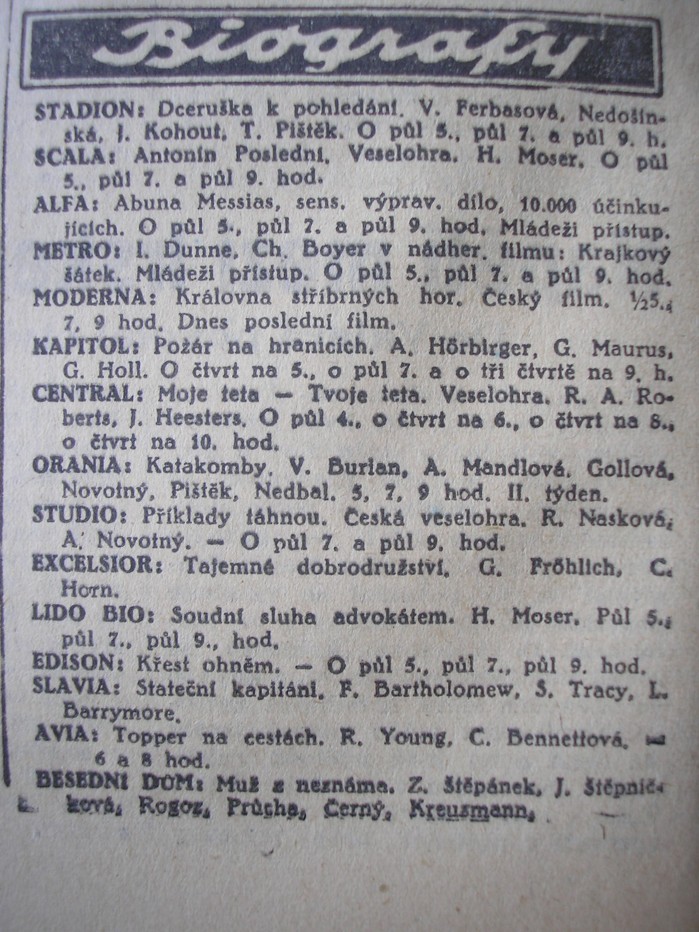 Biografy
STADION: Dceruška k pohledání. V. Ferbasová, Nedošín-
ská, J. Kohout, T. Pištěk. O půl 5., půl 7. a půl 9. h.
SCALA: Antonín Poslední. Veselohra. H. Moser. O půl
5., půl 7. a půl 9. hod.
ALFA: Abuna Messias, sens. výprav. dílo, 10.000 účinku-
jících. O půl 5., půl 7. a půl 9. hod. Mládeži přístup.
METRO: I. Dunne, Ch. Boyer v nádher. filmu: Krajkový
šátek. Mládeži přístup. O půl 5., půl 7. a půl 9. hod.
MODERNA: Královna stříbrných hor. Český film. ½5.,
7, 9 hod. Dnes poslední film.
KAPITOL: Požár na hranicích. A. Hörbirger, G. Maurus,
G. Holl. O čtvrt na 5., o půl 7. a o tři čtvrtě na 9. h.
CENTRAL: Moje teta — Tvoje teta. Veselohra. R. A. Ro-
berts, J. Heesters. O půl 4., o čtvrt na 6., o čtvrt na 8.,
o čtvrt na 10. hod.
ORANIA: Katakomby. V. Burian, A. Mandlová, Gollová,
Novotný, Pištěk, Nedbal. 5, 7, 9 hod. II. týden.
STUDIO: Příklady táhnou. Česká veselohra. R. Nasková,
A. Novotný. — O půl 7. a půl 9. hod.
EXCELSIOR: Tajemné dobrodružství. G. Fröhlich, C.
Horn.
LIDO BIO: Soudní sluha advokátem. H. Moser. Půl 5.,
půl 7., půl 9., hod.
EDISON: Křest ohněm. — O půl 5., půl 7., půl 9. hod.
SLAVIA: Stateční kapitáni. F. Bartholomew, S. Tracy, L.
Barrymore.
AVIA: Topper na cestách. R. Young, C. Bennettová. —
6 a 8 hod.
BESEDNÍ DŮM: Muž z neznáma. Z. Štěpánek, J. Štěpnič-
ková, Rogoz, Průcha, Černý, Kreusmann.